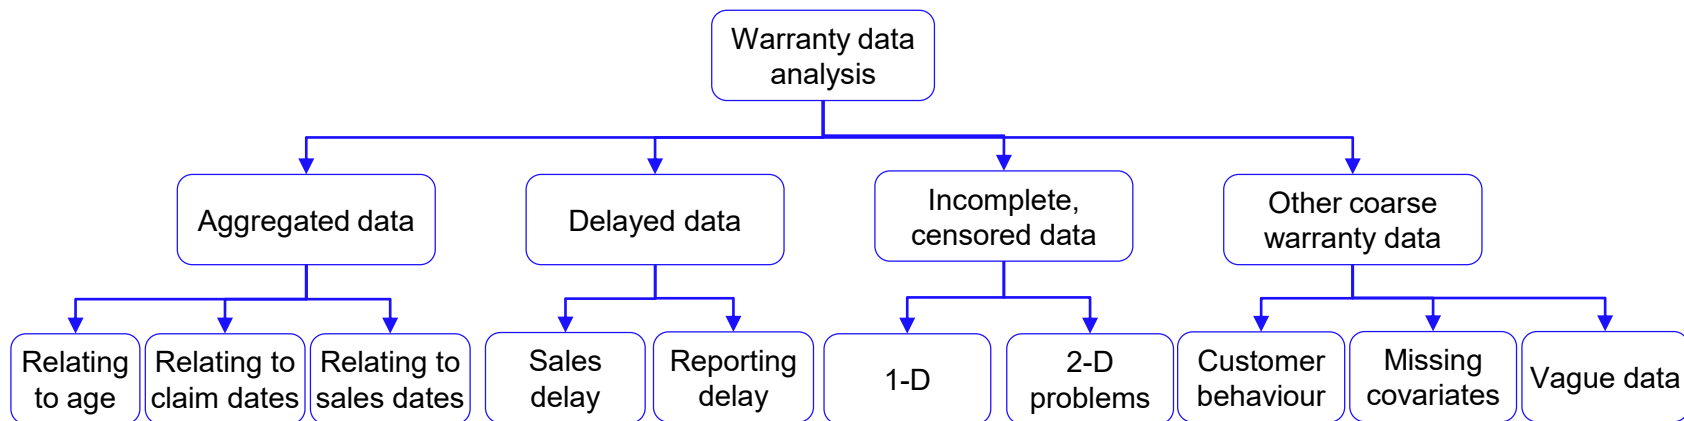 Warranty data
analysis
Aggregated data
Delayed data
Incomplete,
censored data
Other coarse
warranty data
Relating
to age
Relating to
claim dates
Relating to
sales dates
Sales
delay
Reporting
delay
1-D
2-D
problems
Customer
behaviour
Missing
covariates
Vague data